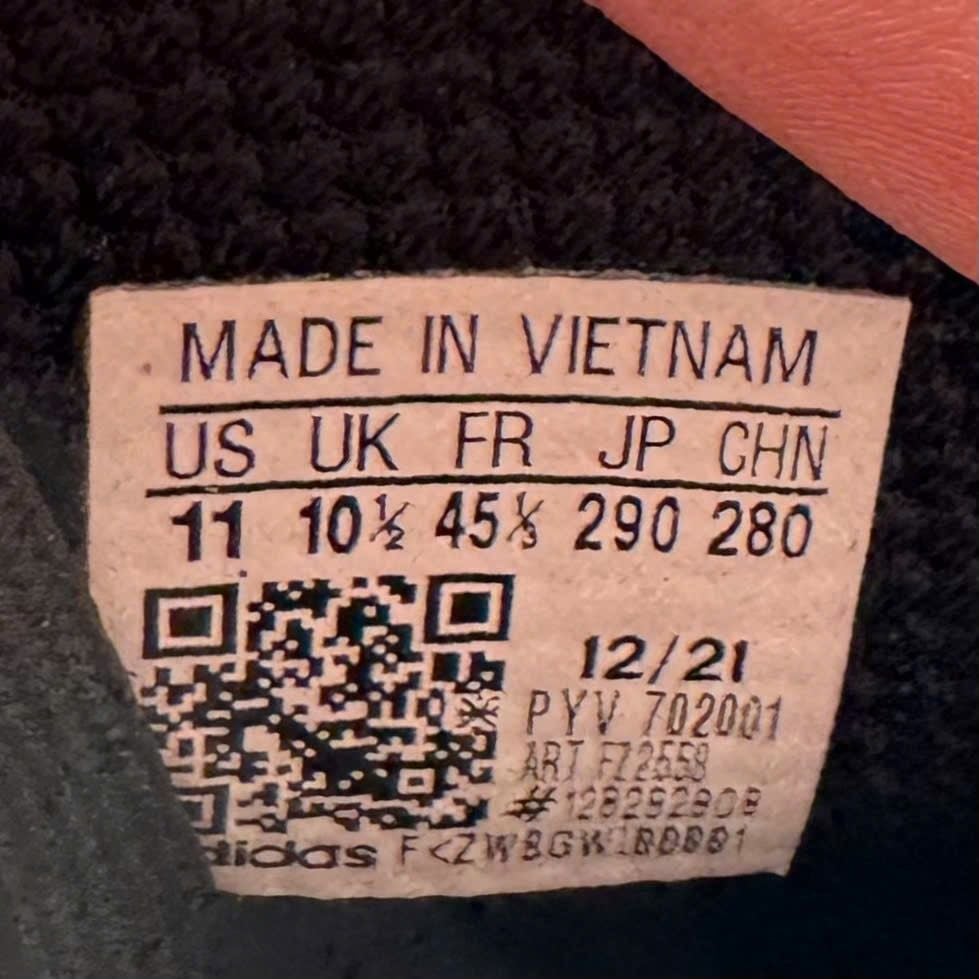 MADE IN VIETNAM
US UK FR JP CHN
11 10½ 45⅓ 290 280
12/21
PYV 702001
ART FZ2558
#128292808
adidas